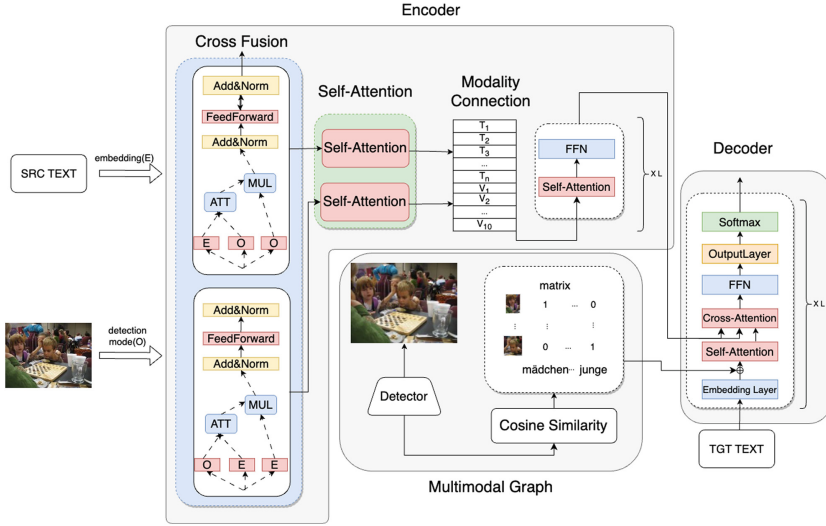 Encoder
Cross Fusion
Add&Norm
FeedForward
Add&Norm
MUL
ATT
E O O
SRC TEXT
embedding(E)
Add&Norm
FeedForward
Add&Norm
MUL
ATT
O E E
detection
mode(O)
Self-Attention
Self-Attention
Self-Attention
Modality
Connection
T1
T2
T3
...
Tn
V1
V2
...
V10
FFN
Self-Attention
X L
matrix
1 ... 0
⋮ ⋮ ⋮
0 ... 1
mädchen... junge
Detector
Cosine Similarity
Multimodal Graph
Decoder
Softmax
OutputLayer
FFN
Cross-Attention
Self-Attention
Embedding Layer
X L
TGT TEXT